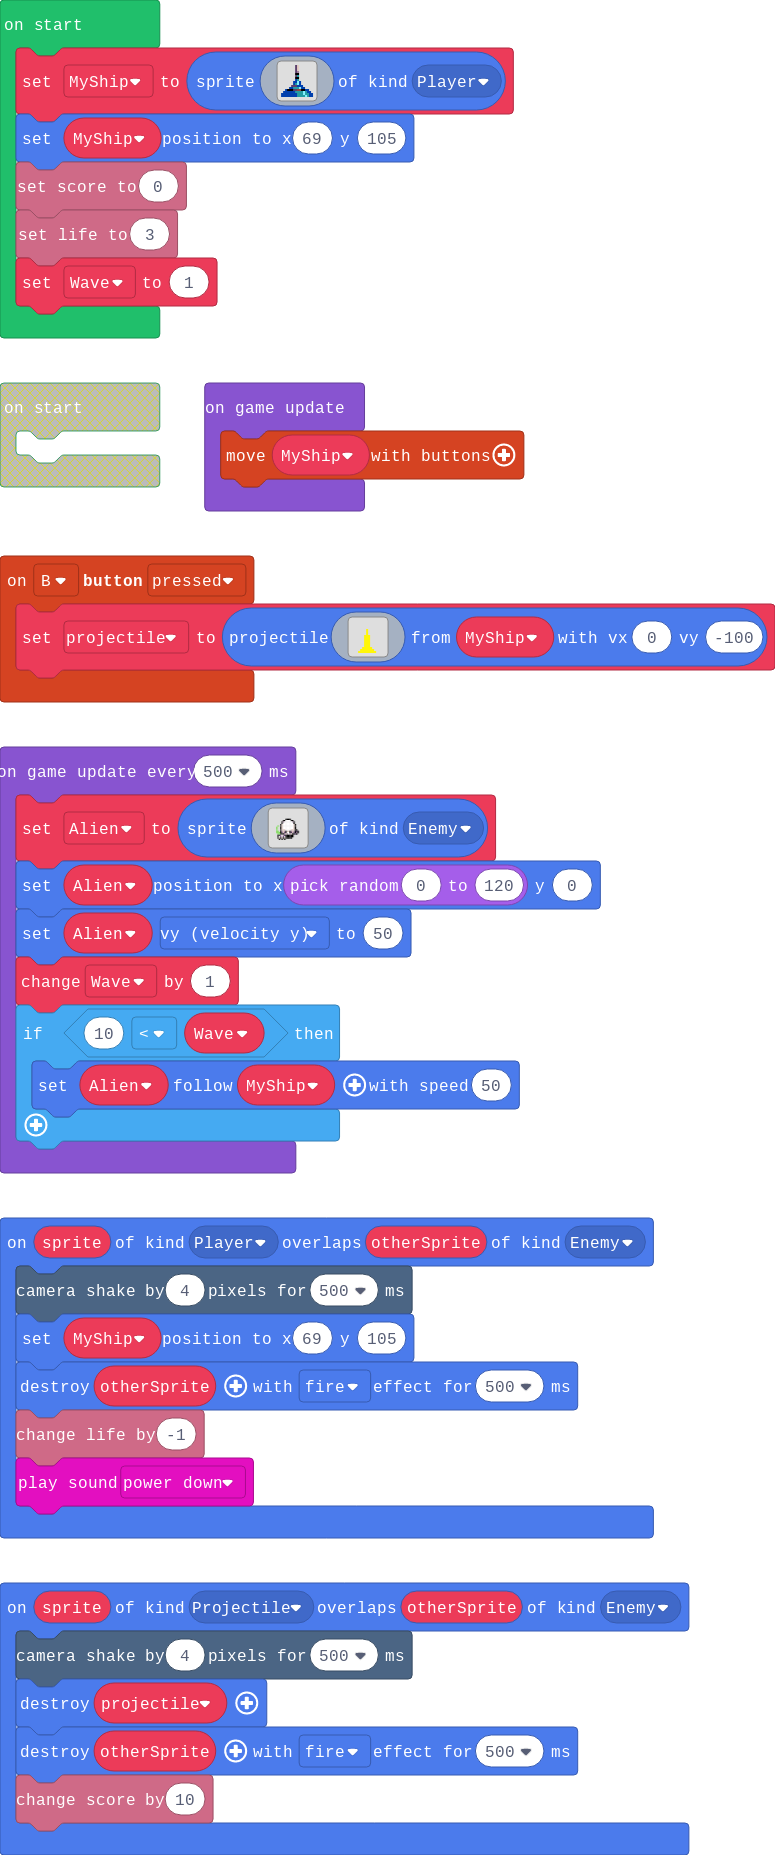 on start
set MyShip to sprite of kind Player
set MyShip position to x 69 y 105
set score to 0
set life to 3
set Wave to 1
on start
on game update
move MyShip with buttons
on B button pressed
set projectile to projectile from MyShip with vx 0 vy -100
on game update every 500 ms
set Alien to sprite of kind Enemy
set Alien position to x pick random 0 to 120 y 0
set Alien vy (velocity y) to 50
change Wave by 1
if 10 < Wave then
set Alien follow MyShip with speed 50
on sprite of kind Player overlaps otherSprite of kind Enemy
camera shake by 4 pixels for 500 ms
set MyShip position to x 69 y 105
destroy otherSprite with fire effect for 500 ms
change life by -1
play sound power down
on sprite of kind Projectile overlaps otherSprite of kind Enemy
camera shake by 4 pixels for 500 ms
destroy projectile
destroy otherSprite with fire effect for 500 ms
change score by 10